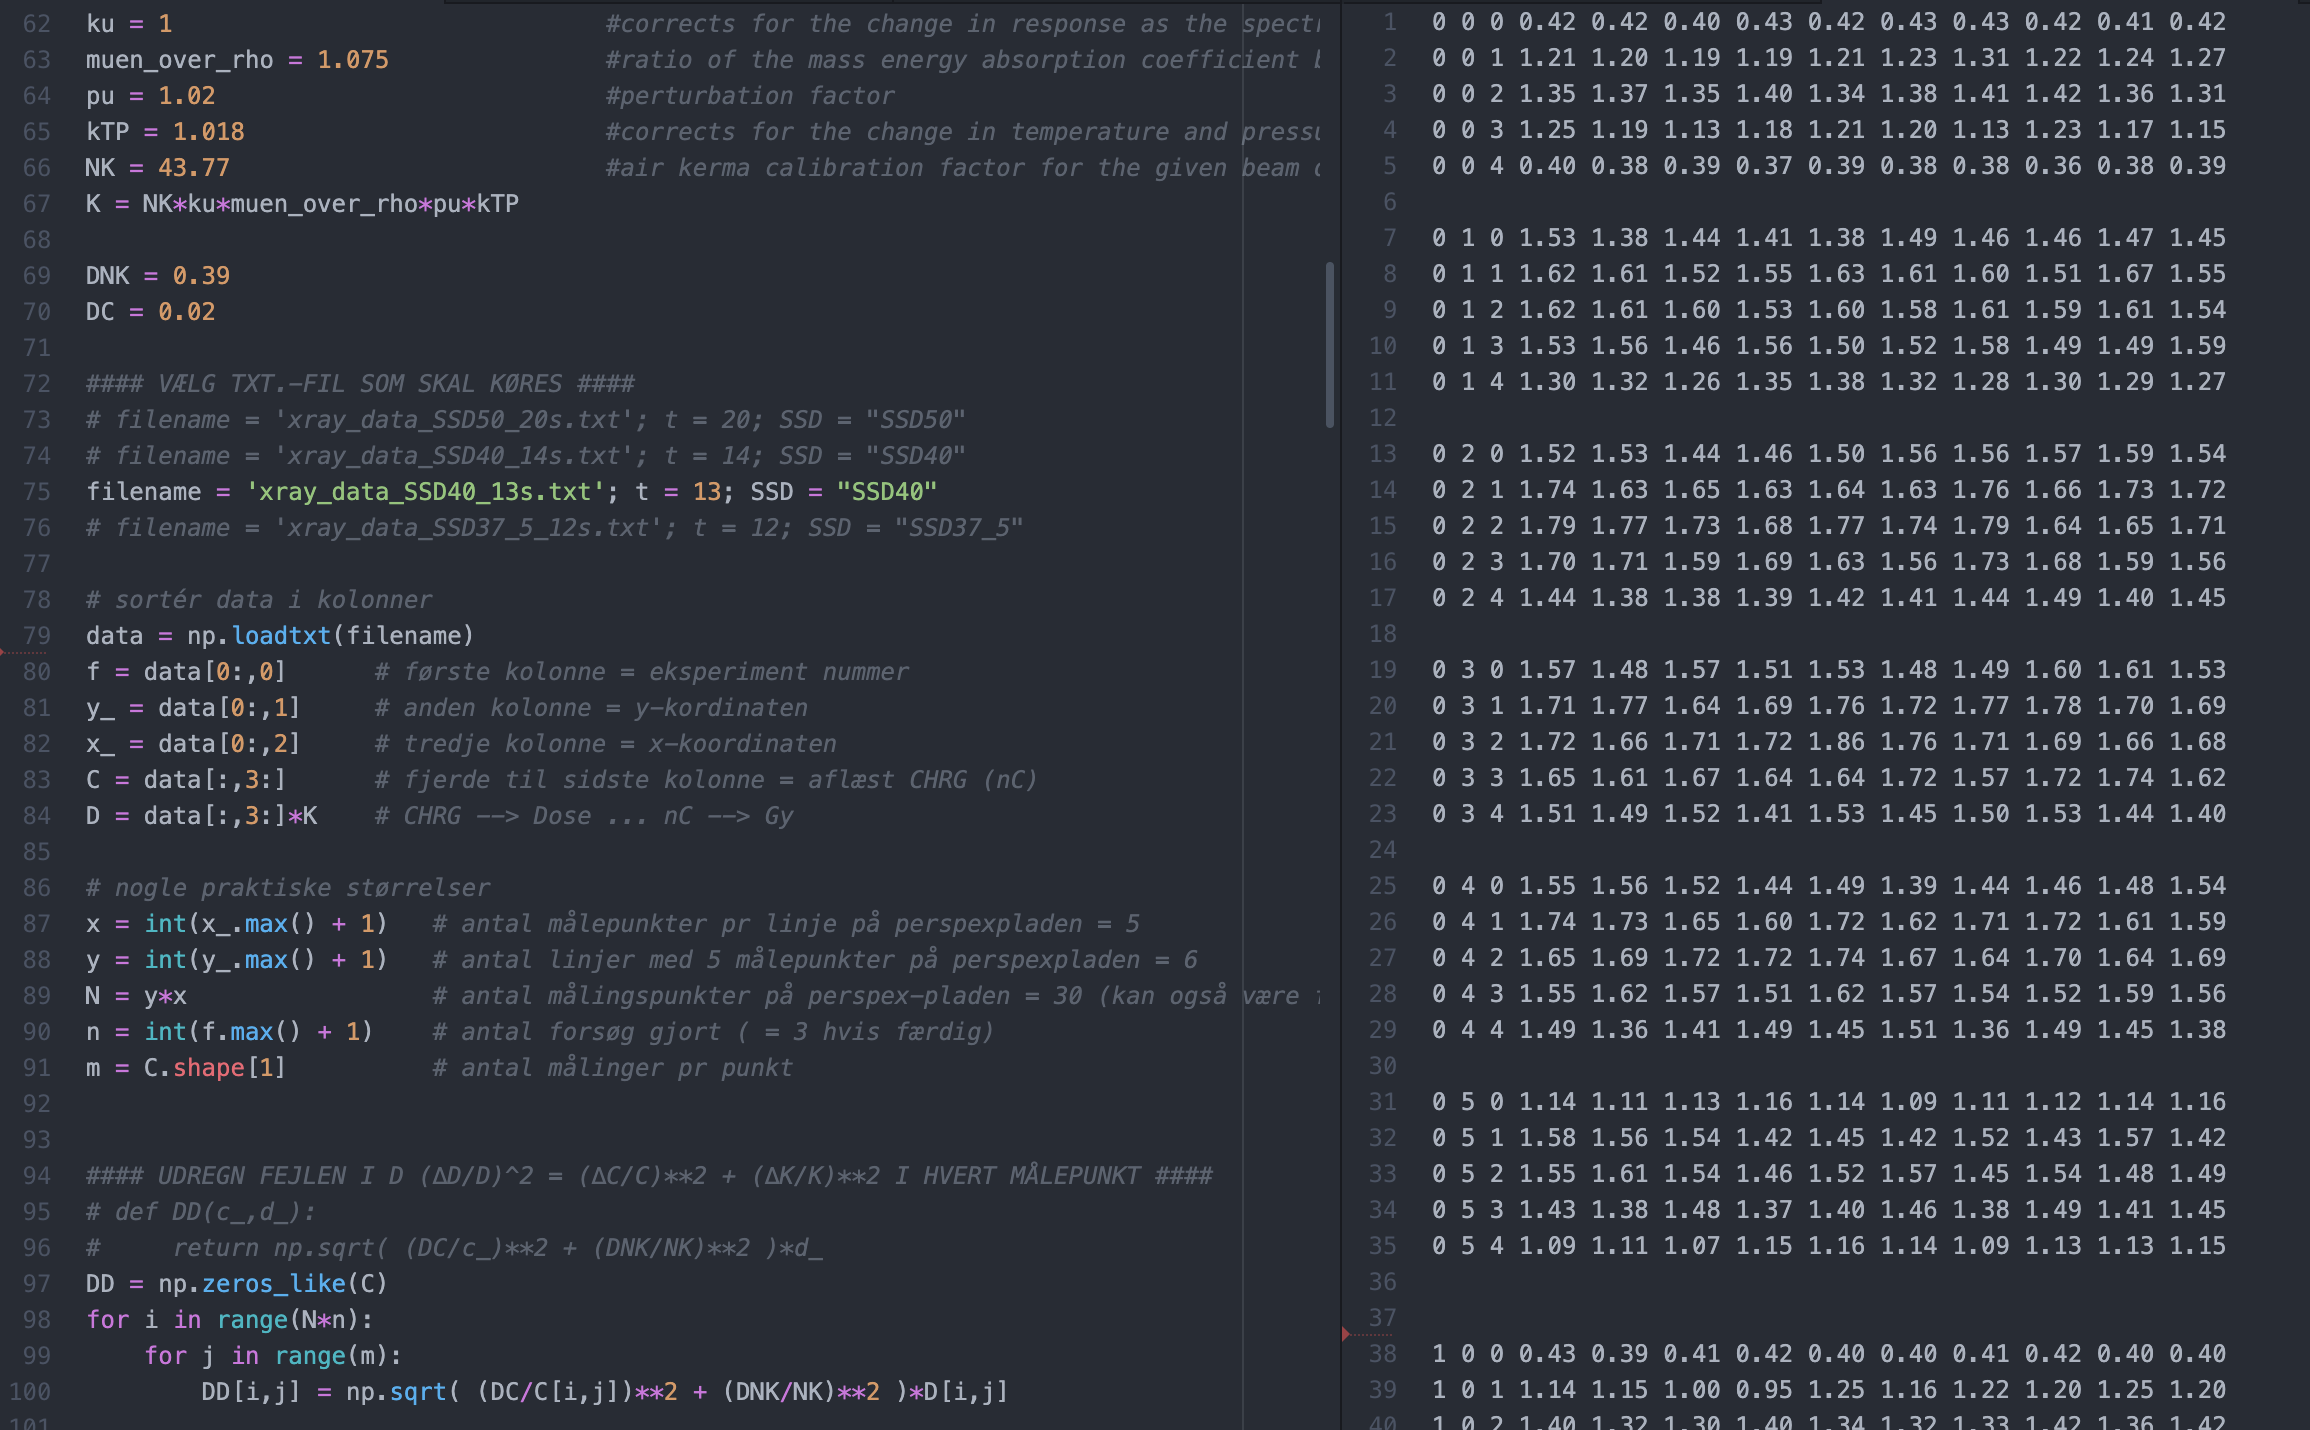 62 ku = 1 #corrects for the change in response as the spectr
63 muen_over_rho = 1.075 #ratio of the mass energy absorption coefficient b
64 pu = 1.02 #perturbation factor
65 kTP = 1.018 #corrects for the change in temperature and pressu
66 NK = 43.77 #air kerma calibration factor for the given beam q
67 K = NK*ku*muen_over_rho*pu*kTP
68
69 DNK = 0.39
70 DC = 0.02
71
72 #### VÆLG TXT.-FIL SOM SKAL KØRES ####
73 # filename = 'xray_data_SSD50_20s.txt'; t = 20; SSD = "SSD50"
74 # filename = 'xray_data_SSD40_14s.txt'; t = 14; SSD = "SSD40"
75 filename = 'xray_data_SSD40_13s.txt'; t = 13; SSD = "SSD40"
76 # filename = 'xray_data_SSD37_5_12s.txt'; t = 12; SSD = "SSD37_5"
77
78 # sortér data i kolonner
79 data = np.loadtxt(filename)
80 f = data[0:,0] # første kolonne = eksperiment nummer
81 y_ = data[0:,1] # anden kolonne = y-kordinaten
82 x_ = data[0:,2] # tredje kolonne = x-koordinaten
83 C = data[:,3:] # fjerde til sidste kolonne = aflæst CHRG (nC)
84 D = data[:,3:]*K # CHRG --> Dose ... nC --> Gy
85
86 # nogle praktiske størrelser
87 x = int(x_.max() + 1) # antal målepunkter pr linje på perspexpladen = 5
88 y = int(y_.max() + 1) # antal linjer med 5 målepunkter på perspexpladen = 6
89 N = y*x # antal målingspunkter på perspex-pladen = 30 (kan også være
90 n = int(f.max() + 1) # antal forsøg gjort ( = 3 hvis færdig)
91 m = C.shape[1] # antal målinger pr punkt
92
93
94 #### UDREGN FEJLEN I D (∆D/D)^2 = (∆C/C)**2 + (∆K/K)**2 I HVERT MÅLEPUNKT ####
95 # def DD(c_,d_):
96 # return np.sqrt( (DC/c_)**2 + (DNK/NK)**2 )*d_
97 DD = np.zeros_like(C)
98 for i in range(N*n):
99 for j in range(m):
100 DD[i,j] = np.sqrt( (DC/C[i,j])**2 + (DNK/NK)**2 )*D[i,j]
101
1 0 0 0 0.42 0.42 0.40 0.43 0.42 0.43 0.43 0.42 0.41 0.42
2 0 0 1 1.21 1.20 1.19 1.19 1.21 1.23 1.31 1.22 1.24 1.27
3 0 0 2 1.35 1.37 1.35 1.40 1.34 1.38 1.41 1.42 1.36 1.31
4 0 0 3 1.25 1.19 1.13 1.18 1.21 1.20 1.13 1.23 1.17 1.15
5 0 0 4 0.40 0.38 0.39 0.37 0.39 0.38 0.38 0.36 0.38 0.39
6
7 0 1 0 1.53 1.38 1.44 1.41 1.38 1.49 1.46 1.46 1.47 1.45
8 0 1 1 1.62 1.61 1.52 1.55 1.63 1.61 1.60 1.51 1.67 1.55
9 0 1 2 1.62 1.61 1.60 1.53 1.60 1.58 1.61 1.59 1.61 1.54
10 0 1 3 1.53 1.56 1.46 1.56 1.50 1.52 1.58 1.49 1.49 1.59
11 0 1 4 1.30 1.32 1.26 1.35 1.38 1.32 1.28 1.30 1.29 1.27
12
13 0 2 0 1.52 1.53 1.44 1.46 1.50 1.56 1.56 1.57 1.59 1.54
14 0 2 1 1.74 1.63 1.65 1.63 1.64 1.63 1.76 1.66 1.73 1.72
15 0 2 2 1.79 1.77 1.73 1.68 1.77 1.74 1.79 1.64 1.65 1.71
16 0 2 3 1.70 1.71 1.59 1.69 1.63 1.56 1.73 1.68 1.59 1.56
17 0 2 4 1.44 1.38 1.38 1.39 1.42 1.41 1.44 1.49 1.40 1.45
18
19 0 3 0 1.57 1.48 1.57 1.51 1.53 1.48 1.49 1.60 1.61 1.53
20 0 3 1 1.71 1.77 1.64 1.69 1.76 1.72 1.77 1.78 1.70 1.69
21 0 3 2 1.72 1.66 1.71 1.72 1.86 1.76 1.71 1.69 1.66 1.68
22 0 3 3 1.65 1.61 1.67 1.64 1.64 1.72 1.57 1.72 1.74 1.62
23 0 3 4 1.51 1.49 1.52 1.41 1.53 1.45 1.50 1.53 1.44 1.40
24
25 0 4 0 1.55 1.56 1.52 1.44 1.49 1.39 1.44 1.46 1.48 1.54
26 0 4 1 1.74 1.73 1.65 1.60 1.72 1.62 1.71 1.72 1.61 1.59
27 0 4 2 1.65 1.69 1.72 1.72 1.74 1.67 1.64 1.70 1.64 1.69
28 0 4 3 1.55 1.62 1.57 1.51 1.62 1.57 1.54 1.52 1.59 1.56
29 0 4 4 1.49 1.36 1.41 1.49 1.45 1.51 1.36 1.49 1.45 1.38
30
31 0 5 0 1.14 1.11 1.13 1.16 1.14 1.09 1.11 1.12 1.14 1.16
32 0 5 1 1.58 1.56 1.54 1.42 1.45 1.42 1.52 1.43 1.57 1.42
33 0 5 2 1.55 1.61 1.54 1.46 1.52 1.57 1.45 1.54 1.48 1.49
34 0 5 3 1.43 1.38 1.48 1.37 1.40 1.46 1.38 1.49 1.41 1.45
35 0 5 4 1.09 1.11 1.07 1.15 1.16 1.14 1.09 1.13 1.13 1.15
36
37
38 1 0 0 0.43 0.39 0.41 0.42 0.40 0.40 0.41 0.42 0.40 0.40
39 1 0 1 1.14 1.15 1.00 0.95 1.25 1.16 1.22 1.20 1.25 1.20
40 1 0 2 1.40 1.32 1.30 1.40 1.34 1.32 1.33 1.42 1.36 1.42